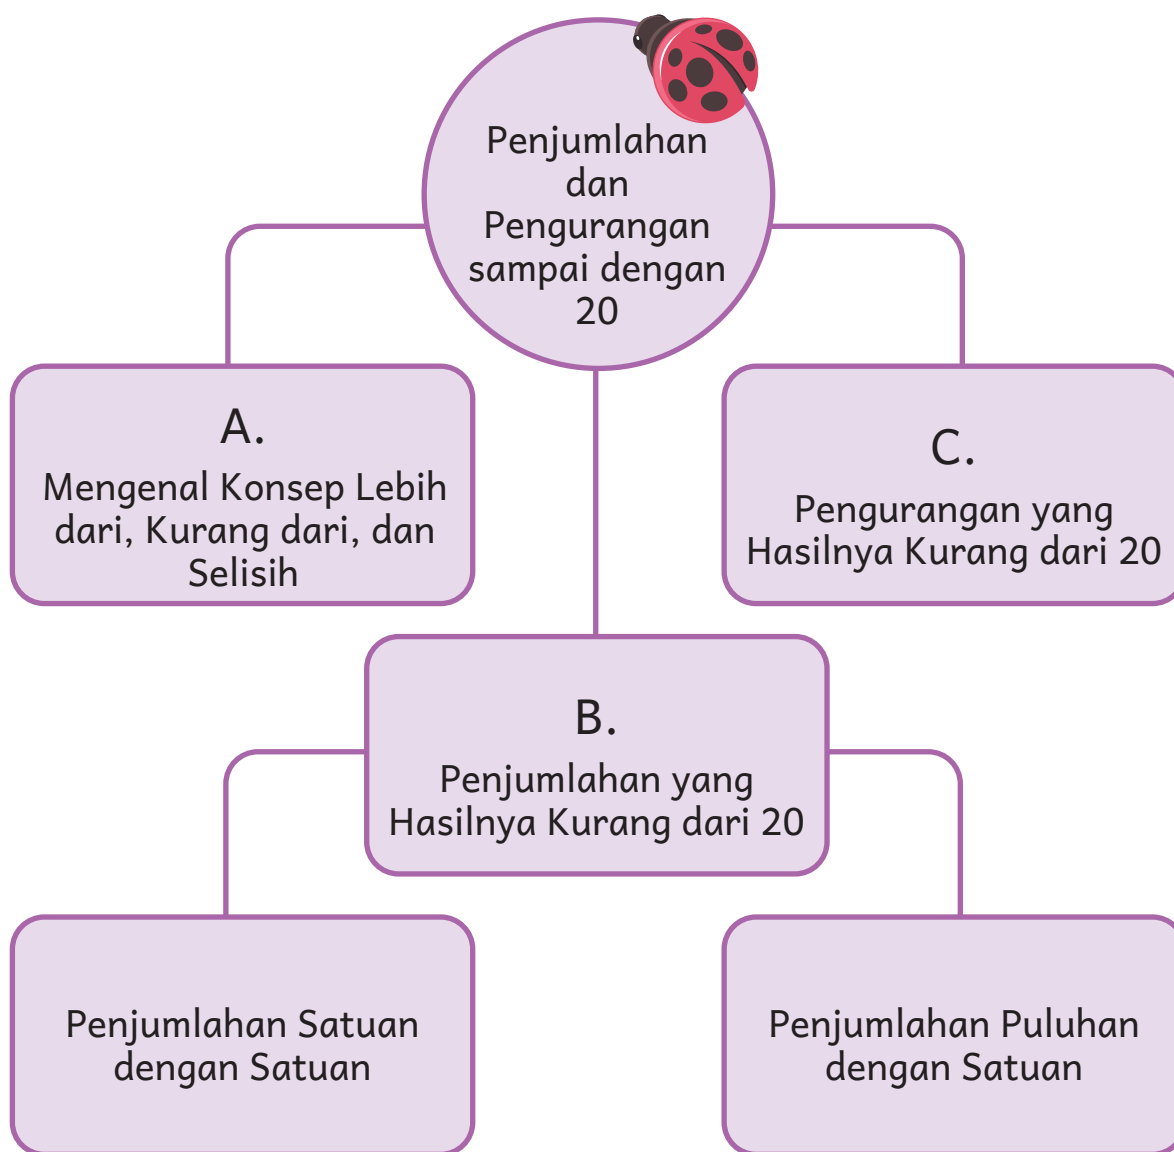 Penjumlahan
dan
Pengurangan
sampai dengan
20
A.
Mengenal Konsep Lebih
dari, Kurang dari, dan
Selisih
C.
Pengurangan yang
Hasilnya Kurang dari 20
B.
Penjumlahan yang
Hasilnya Kurang dari 20
Penjumlahan Satuan
dengan Satuan
Penjumlahan Puluhan
dengan Satuan